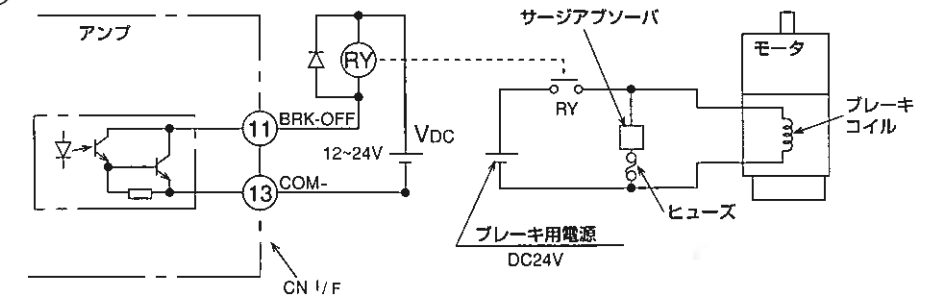 アンプ
RY
11
BRK-OFF
VDC
12~24V
13
COM-
CN I/F
サージアブソーバ
RY
ヒューズ
ブレーキ用電源
DC24V
モータ
ブレーキ
コイル